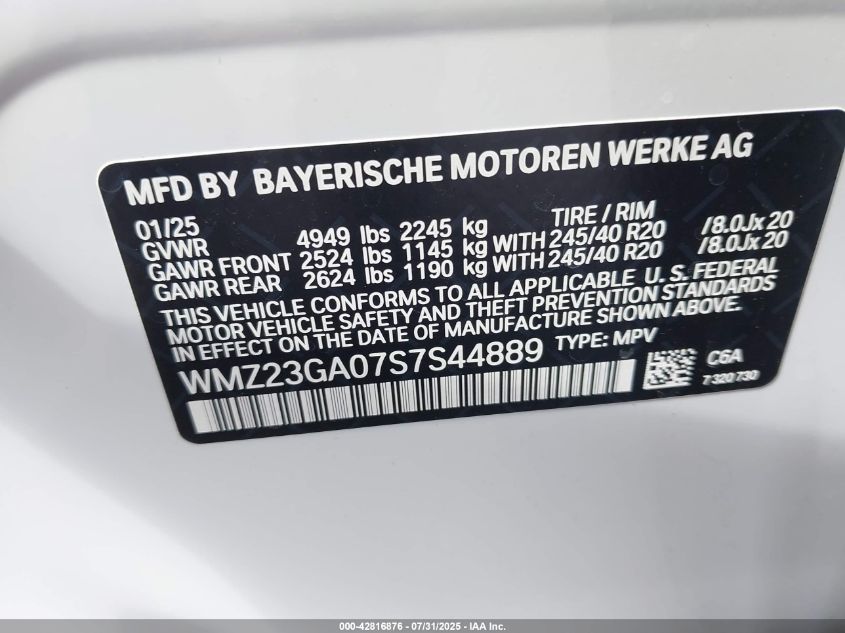 MFD BY BAYERISCHE MOTOREN WERKE AG
01/25 TIRE / RIM
GVWR 4949 lbs 2245 kg
GAWR FRONT 2524 lbs 1145 kg WITH 245/40 R20 /8.0Jx20
GAWR REAR 2624 lbs 1190 kg WITH 245/40 R20 /8.0Jx20
THIS VEHICLE CONFORMS TO ALL APPLICABLE U.S. FEDERAL
MOTOR VEHICLE SAFETY AND THEFT PREVENTION STANDARDS
IN EFFECT ON THE DATE OF MANUFACTURE SHOWN ABOVE.
WMZ23GA07S7S44889 TYPE: MPV
C6A
7 320 730
000-42816876 / 07/31/2025 - IAA Inc.